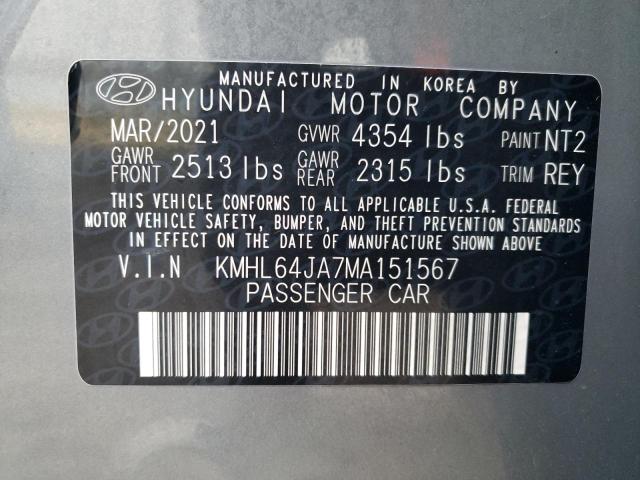 MANUFACTURED IN KOREA BY
HYUNDAI MOTOR COMPANY
MAR/2021 GVWR 4354 lbs PAINT NT2
GAWR FRONT 2513 lbs GAWR REAR 2315 lbs TRIM REY
THIS VEHICLE CONFORMS TO ALL APPLICABLE U.S.A. FEDERAL
MOTOR VEHICLE SAFETY, BUMPER, AND THEFT PREVENTION STANDARDS
IN EFFECT ON THE DATE OF MANUFACTURE SHOWN ABOVE.
V.I.N KMHL64JA7MA151567
PASSENGER CAR